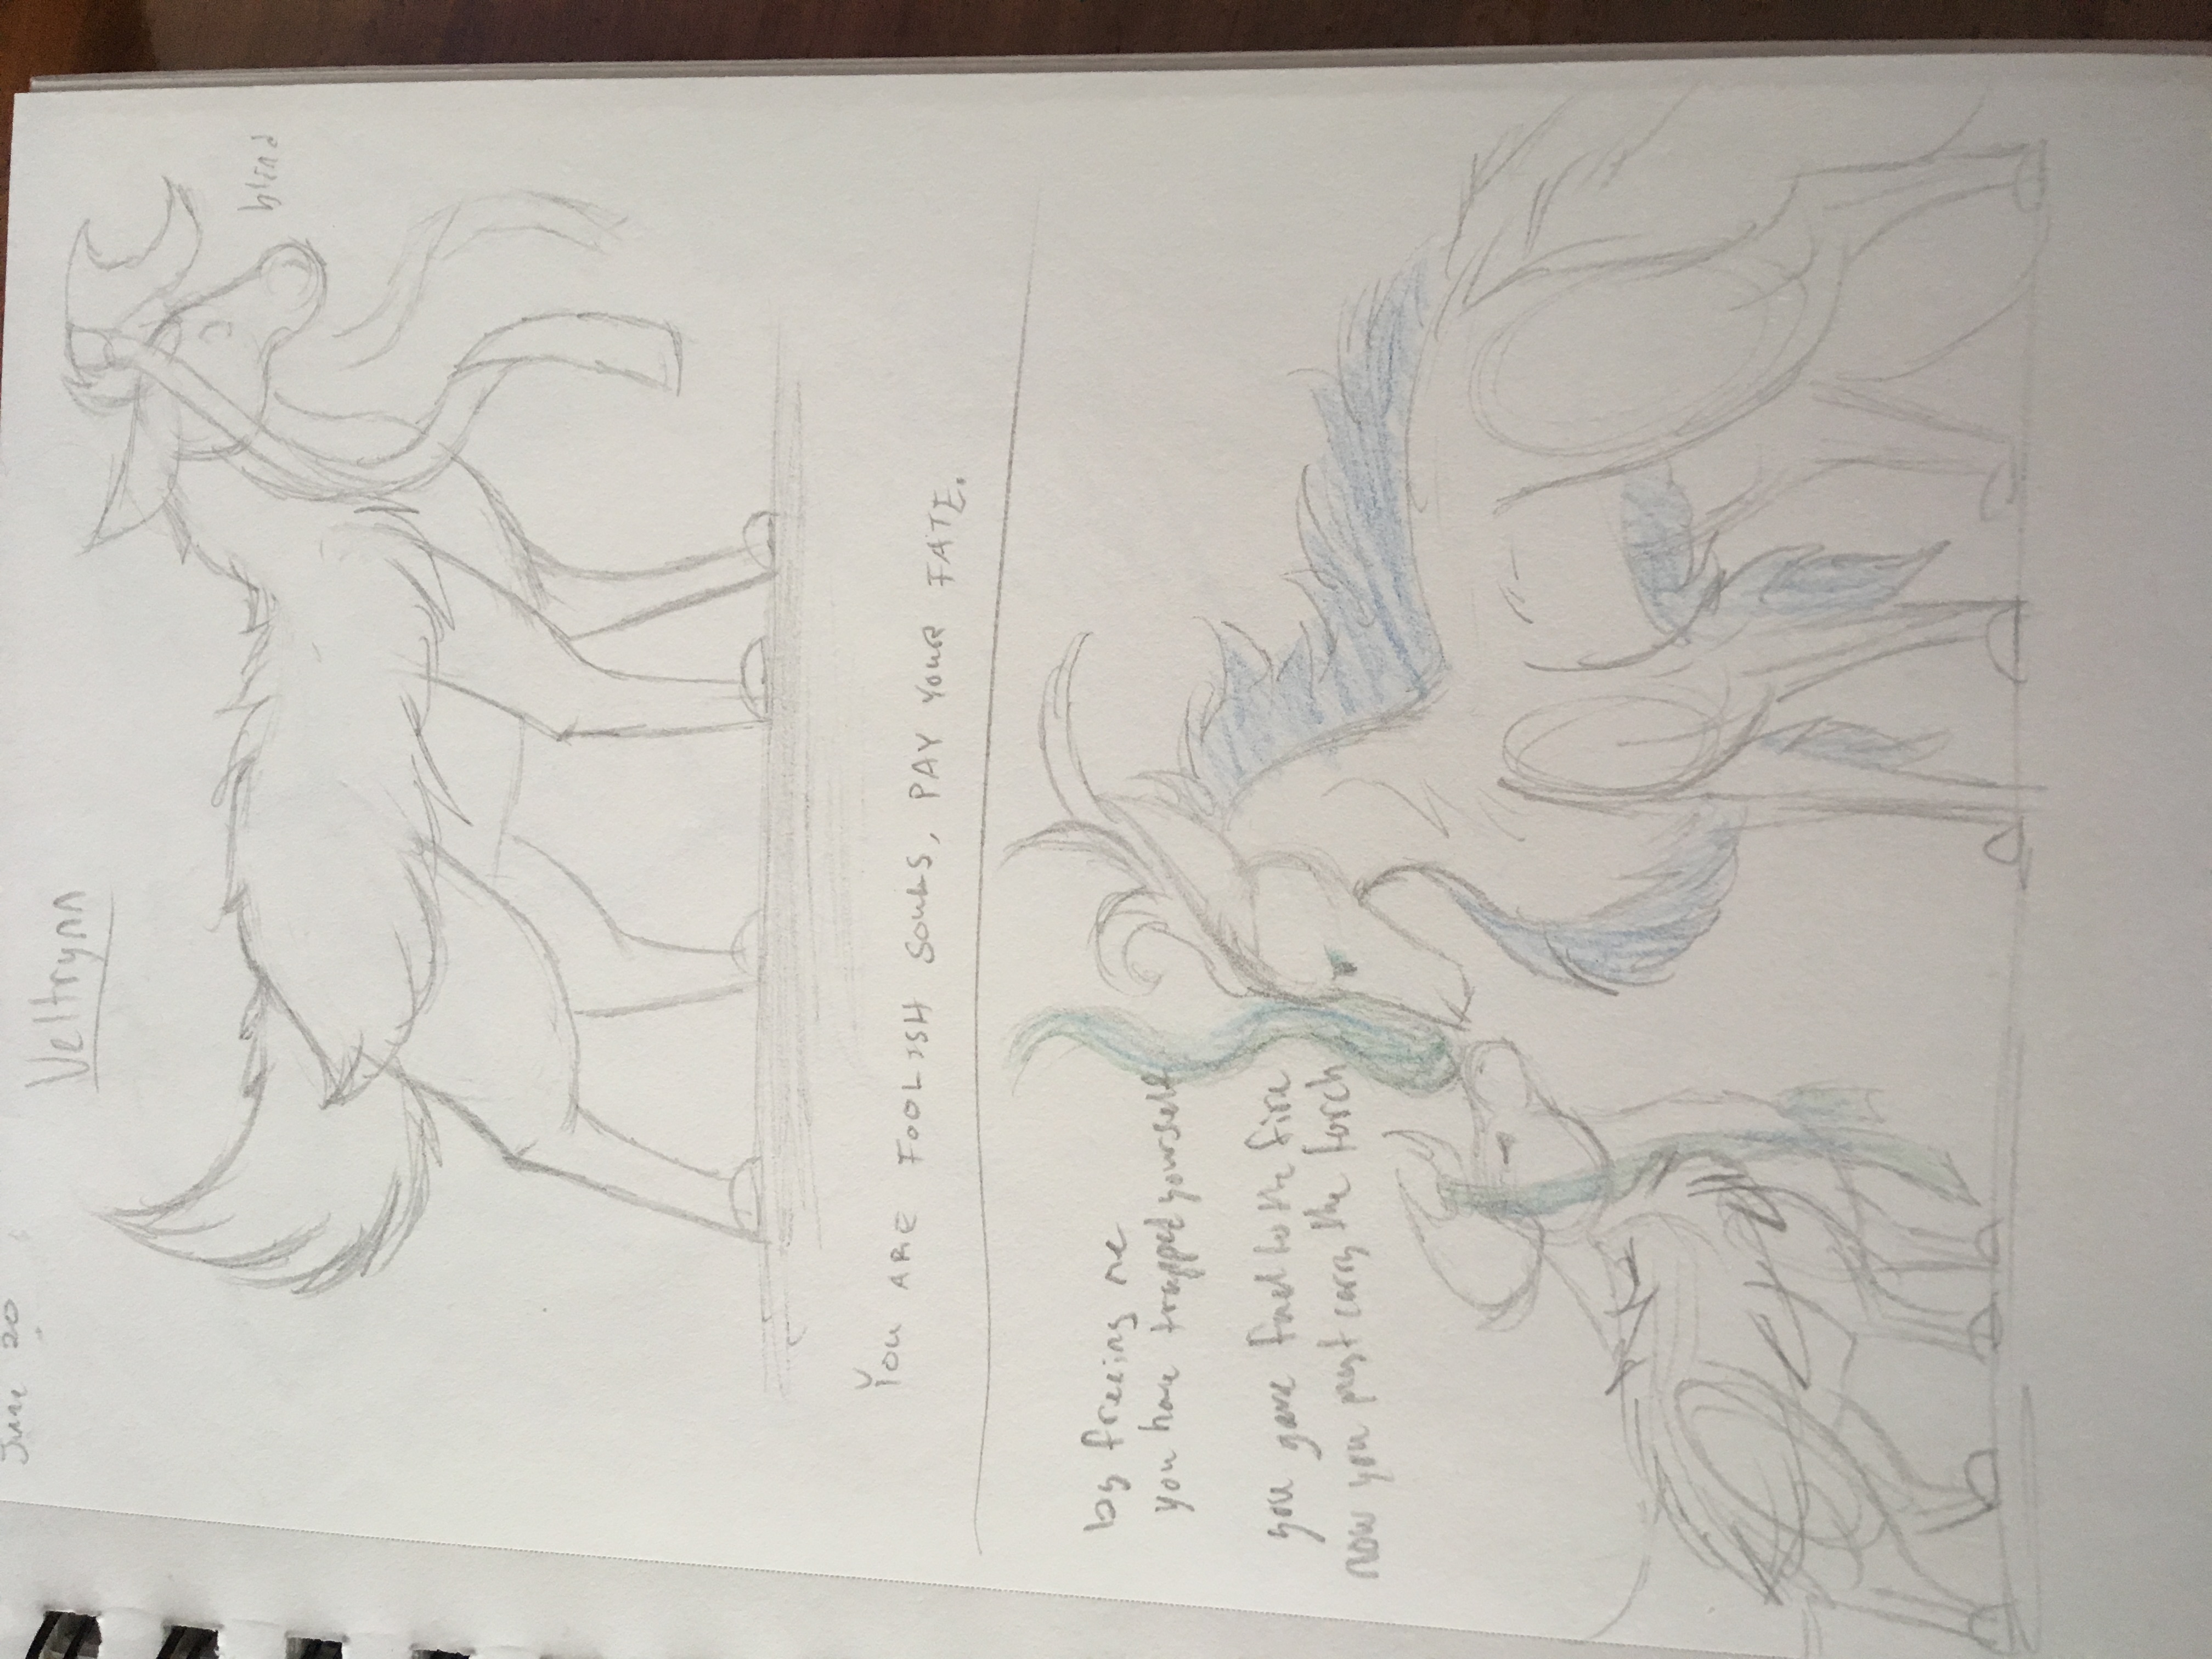 June 20
Veltrynn
blind
YOU ARE FOOLISH SOULS, PAY YOUR FATE.
by freeing me
you have trapped yourself
you gave fuel to the fire
now you must carry the torch